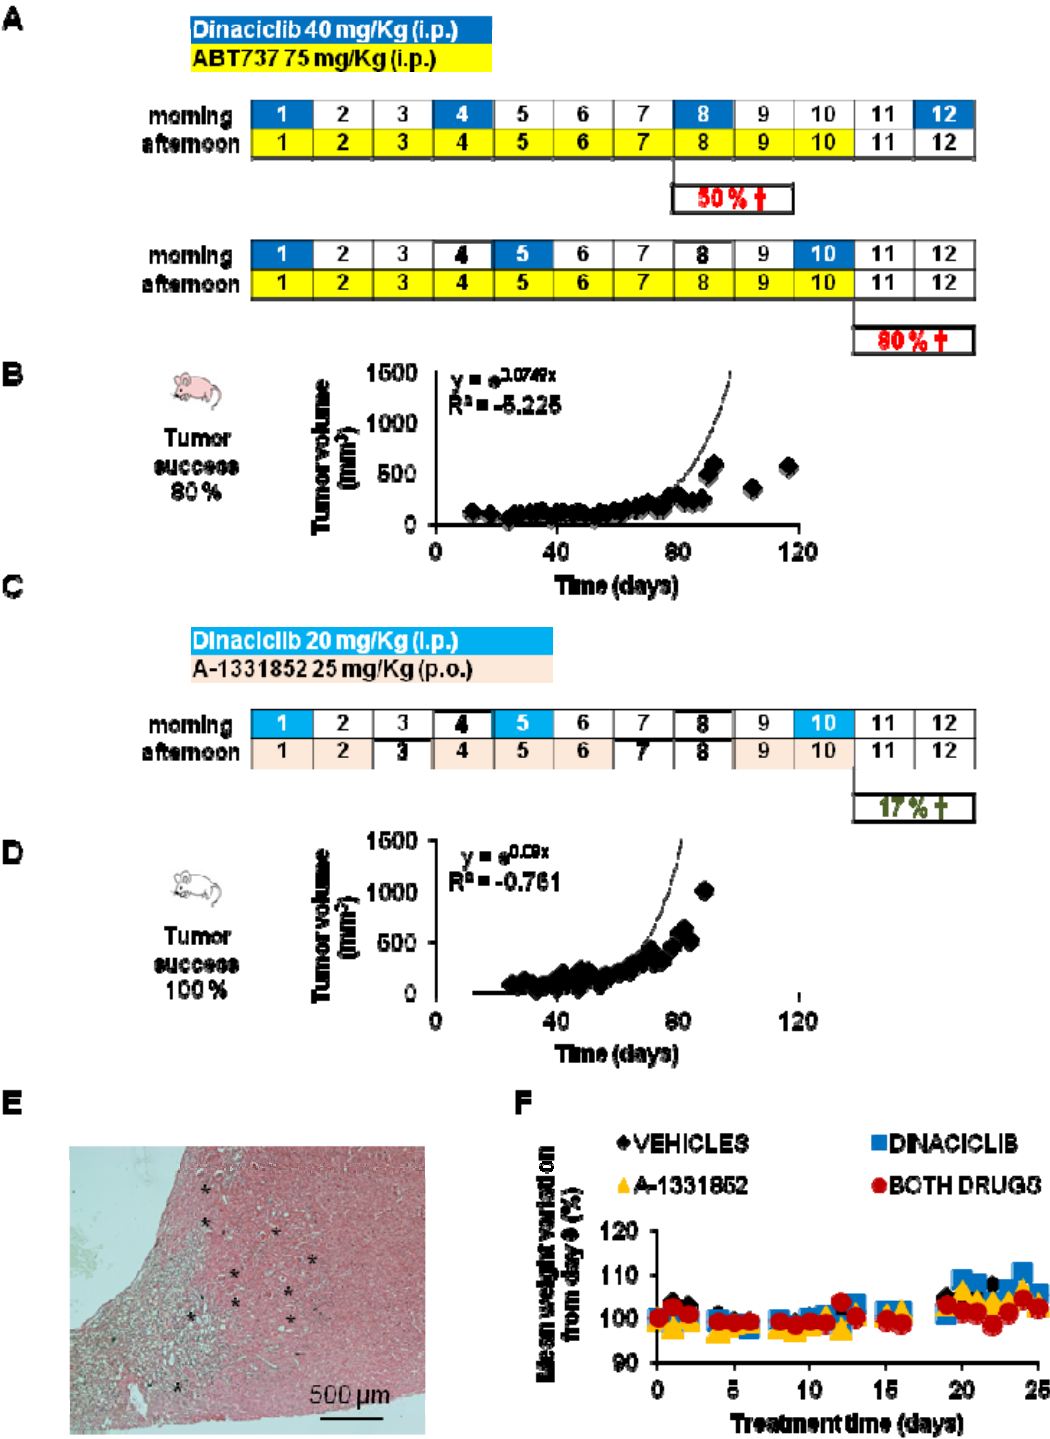 A
Dinaciclib 40 mg/Kg (i.p.)
ABT737 75 mg/Kg (i.p.)
morning 1 2 3 4 5 6 7 8 9 10 11 12
afternoon 1 2 3 4 5 6 7 8 9 10 11 12
50 % †
morning 1 2 3 4 5 6 7 8 9 10 11 12
afternoon 1 2 3 4 5 6 7 8 9 10 11 12
80 % †
B
Tumor
success
80 %
Tumor volume
(mm³)
1500
1000
500
0
y = e^0.0749x
R² = -5.225
0 40 80 120
Time (days)
C
Dinaciclib 20 mg/Kg (i.p.)
A-1331852 25 mg/Kg (p.o.)
morning 1 2 3 4 5 6 7 8 9 10 11 12
afternoon 1 2 3 4 5 6 7 8 9 10 11 12
17 % †
D
Tumor
success
100 %
Tumor volume
(mm³)
1500
1000
500
0
y = e^0.09x
R² = -0.761
0 40 80 120
Time (days)
E
* * * * * * * * * * *
500 µm
F
VEHICLES DINACICLIB
A-1331852 BOTH DRUGS
Mean weight variation
from day 0 (%)
120
110
100
90
0 5 10 15 20 25
Treatment time (days)